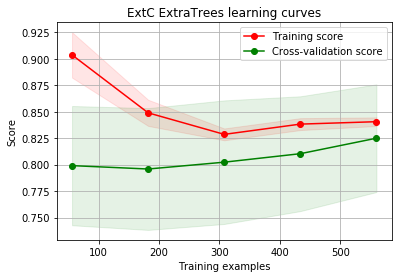 ExtC ExtraTrees learning curves
Training score
Cross-validation score
Score
0.925
0.900
0.875
0.850
0.825
0.800
0.775
0.750
100 200 300 400 500
Training examples